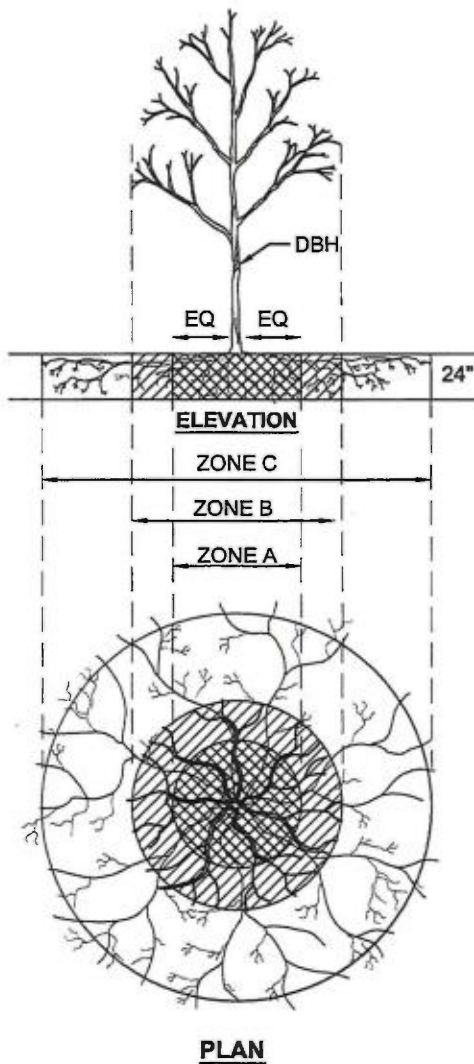 DBH
EQ EQ
24"
ELEVATION
ZONE C
ZONE B
ZONE A
PLAN